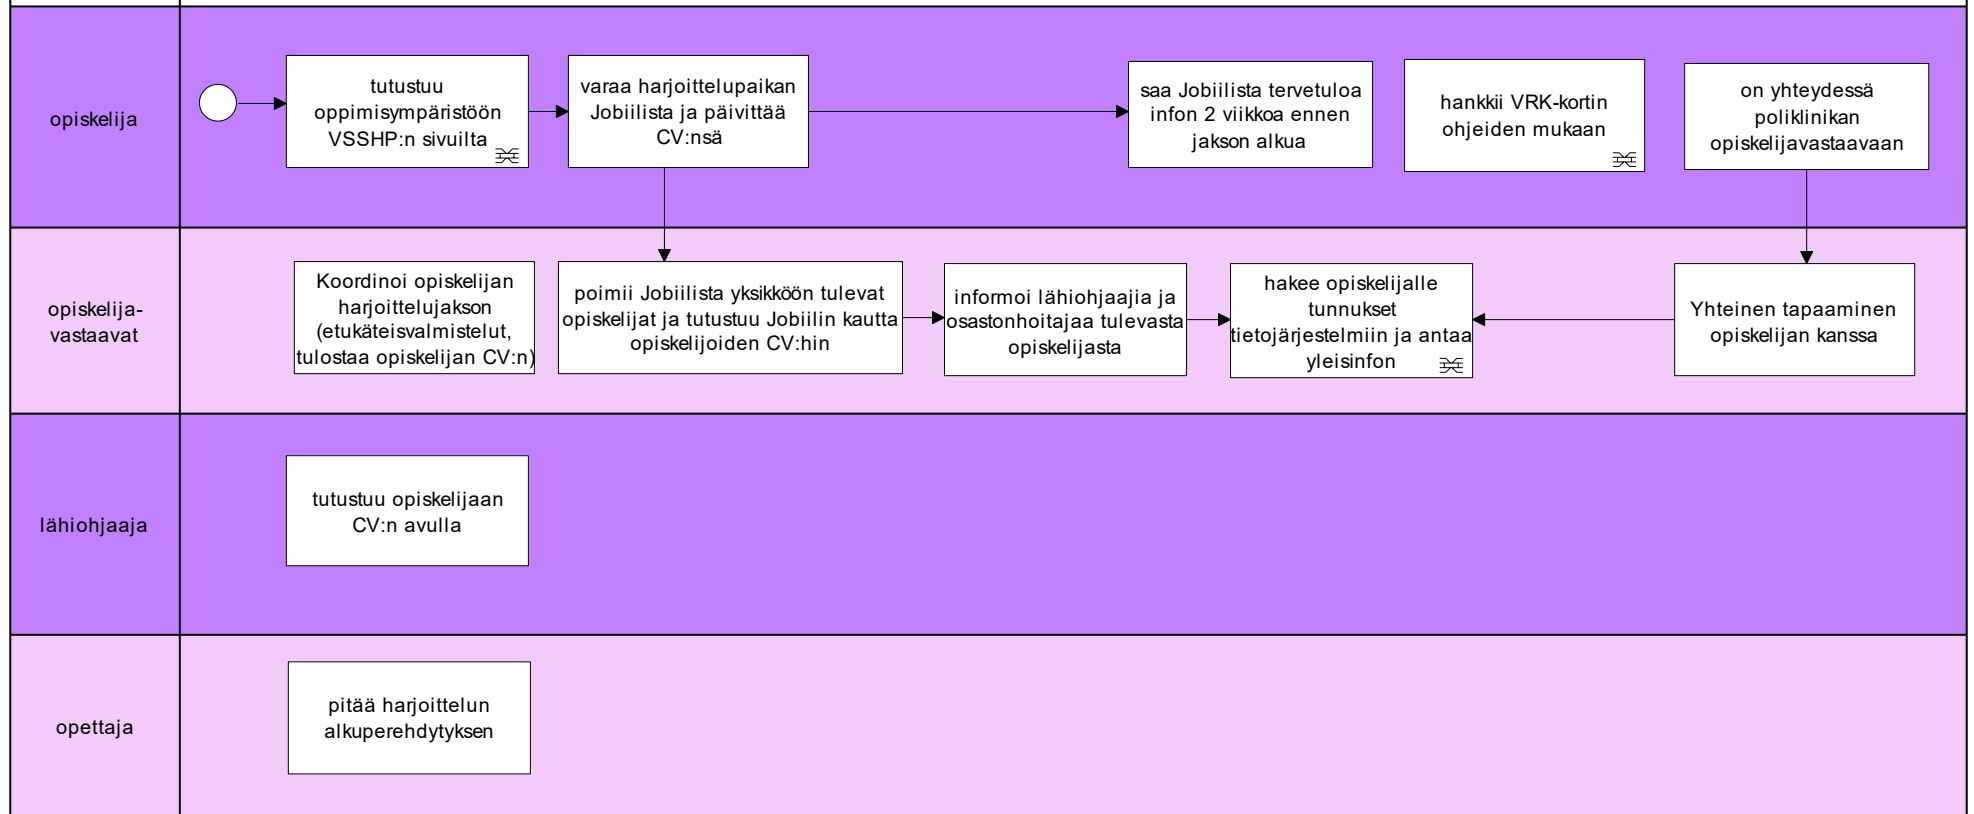 opiskelija
tutustuu
oppimisympäristöön
VSSHP:n sivuilta
varaa harjoittelupaikan
Jobiilista ja päivittää
CV:nsä
saa Jobiilista tervetuloa
infon 2 viikkoa ennen
jakson alkua
hankkii VRK-kortin
ohjeiden mukaan
on yhteydessä
poliklinikan
opiskelijavastaavaan
opiskelija-
vastaavat
Koordinoi opiskelijan
harjoittelujakson
(etukäteisvalmistelut,
tulostaa opiskelijan CV:n)
poimii Jobiilista yksikköön tulevat
opiskelijat ja tutustuu Jobiilin kautta
opiskelijoiden CV:hin
informoi lähiohjaajia ja
osastonhoitajaa tulevasta
opiskelijasta
hakee opiskelijalle
tunnukset
tietojärjestelmiin ja antaa
yleisinfon
Yhteinen tapaaminen
opiskelijan kanssa
lähiohjaaja
tutustuu opiskelijaan
CV:n avulla
opettaja
pitää harjoittelun
alkuperehdytyksen